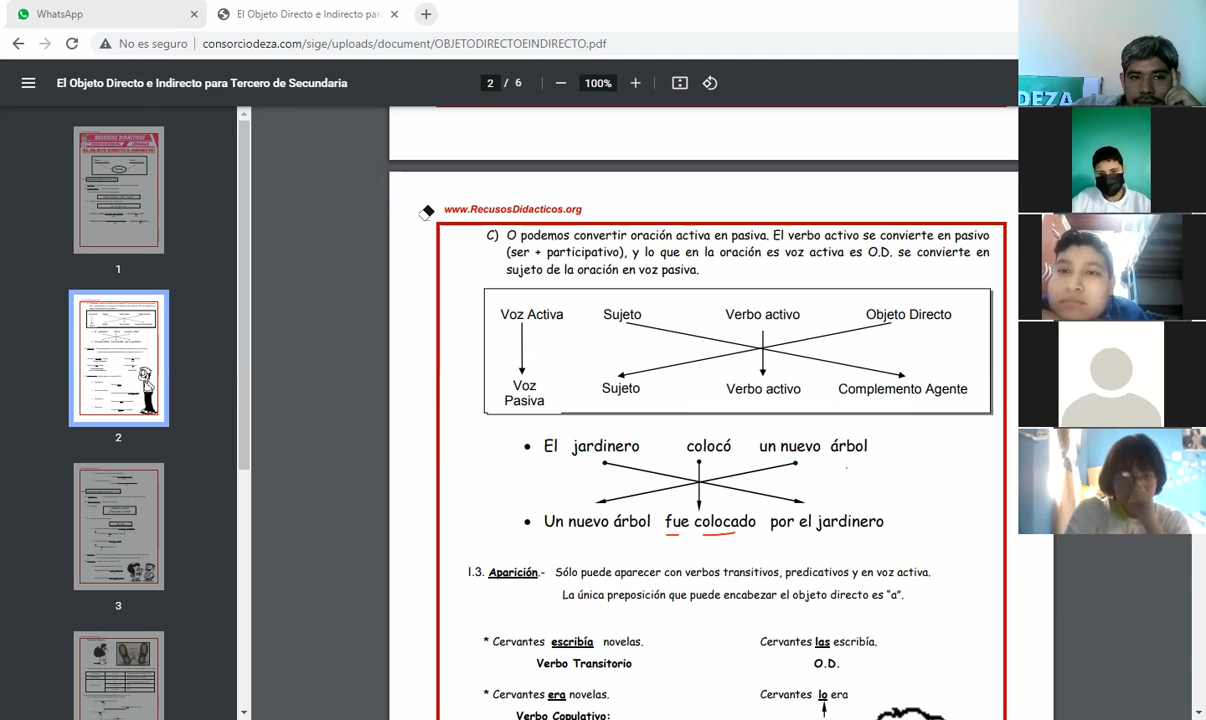 WhatsApp
El Objeto Directo e Indirecto par
No es seguro
consorciodeza.com/sige/uploads/document/OBJETODIRECTOEINDIRECTO.pdf
El Objeto Directo e Indirecto para Tercero de Secundaria
2 / 6
100%
DEZA
1
2
3
www.RecusosDidacticos.org
C) O podemos convertir oración activa en pasiva. El verbo activo se convierte en pasivo
(ser + participativo), y lo que en la oración es voz activa es O.D. se convierte en
sujeto de la oración en voz pasiva.
Voz Activa Sujeto Verbo activo Objeto Directo
Voz
Pasiva
Sujeto Verbo activo Complemento Agente
• El jardinero colocó un nuevo árbol
• Un nuevo árbol fue colocado por el jardinero
I.3. Aparición.- Sólo puede aparecer con verbos transitivos, predicativos y en voz activa.
La única preposición que puede encabezar el objeto directo es "a".
* Cervantes escribía novelas. Cervantes las escribía.
Verbo Transitorio O.D.
* Cervantes era novelas. Cervantes lo era
Verbo Copulativo: